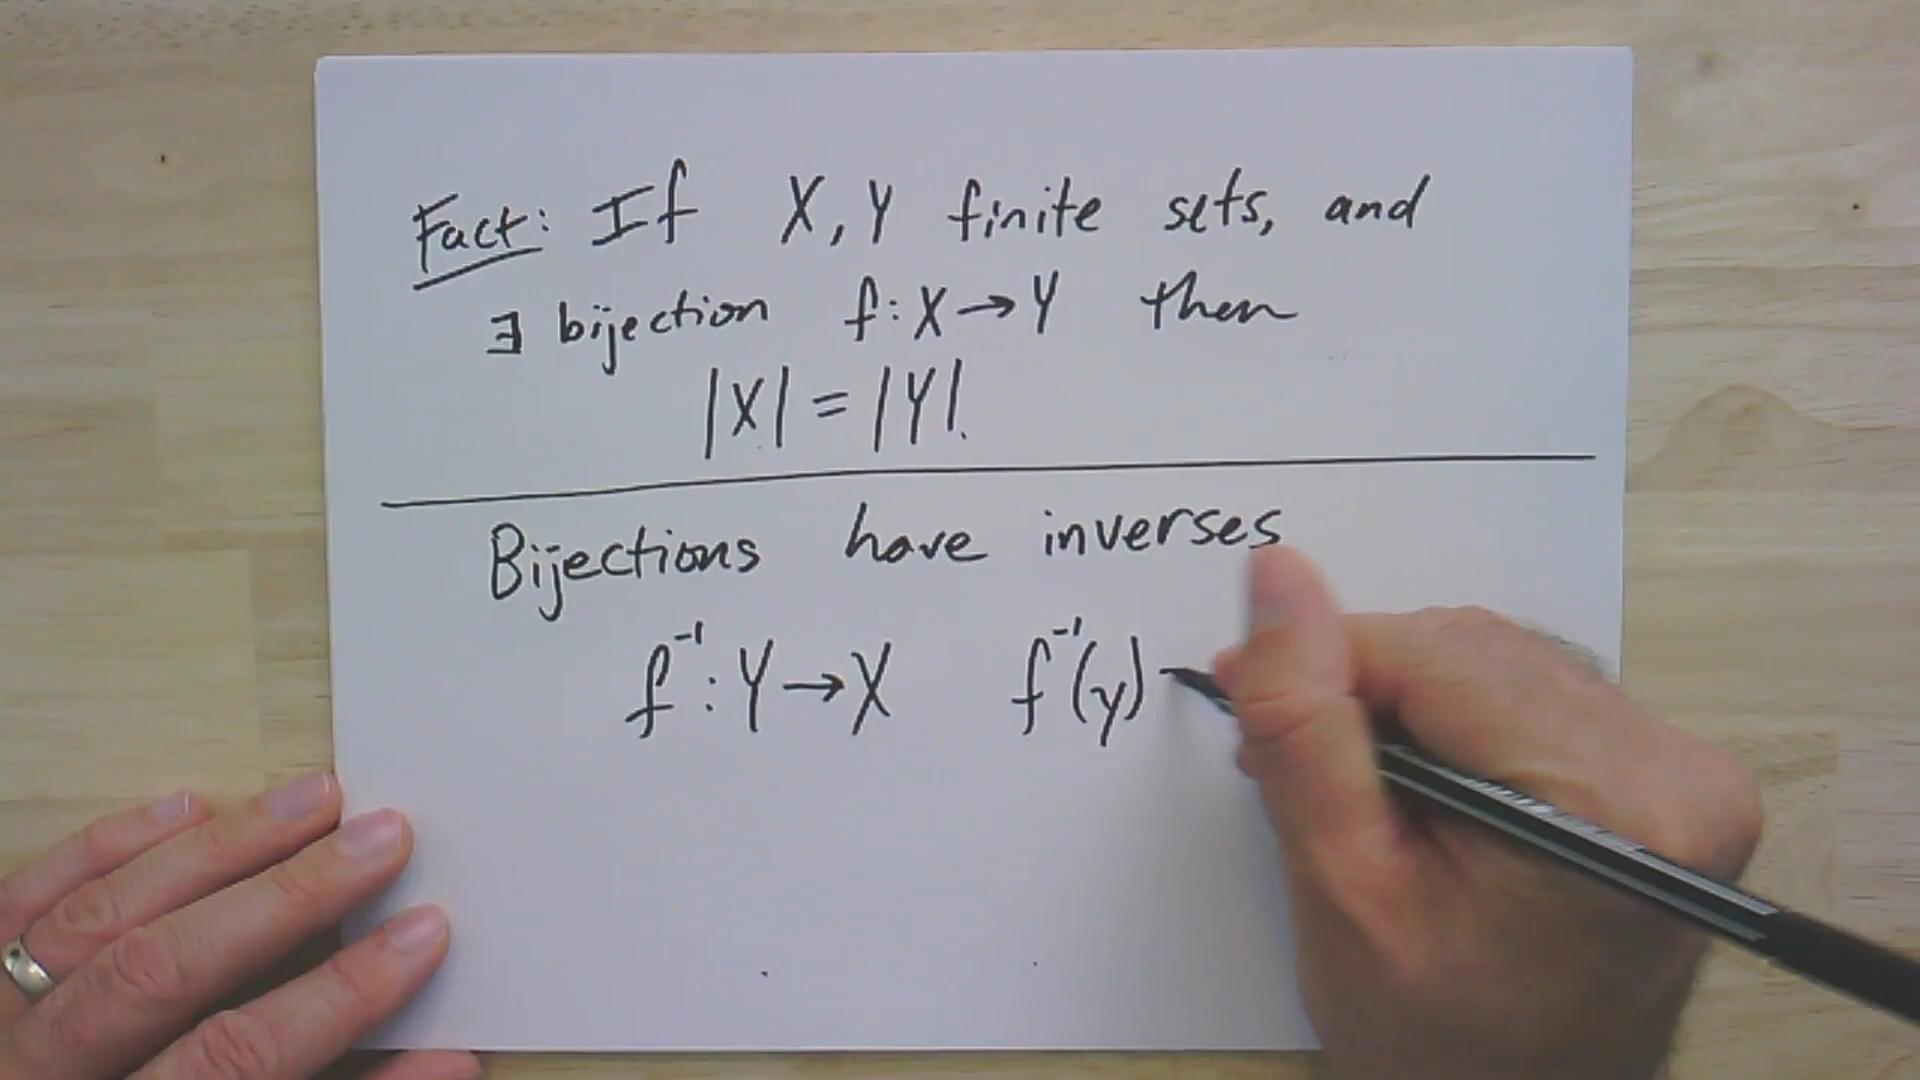 Fact: If X, Y finite sets, and
∃ bijection f: X → Y then
|X| = |Y|.
Bijections have inverses
f⁻¹: Y → X f⁻¹(y)